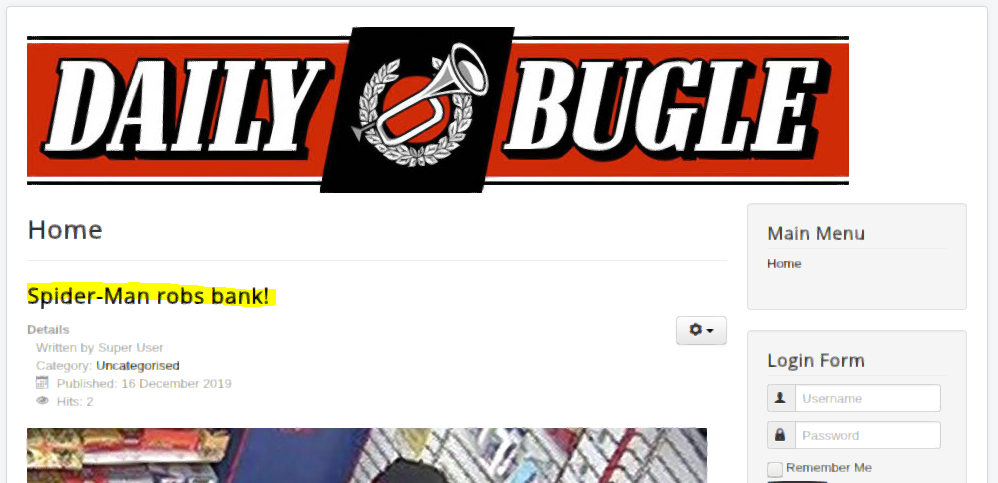 DAILY BUGLE
Home
Spider-Man robs bank!
Details
Written by Super User
Category: Uncategorised
Published: 16 December 2019
Hits: 2
Main Menu
Home
Login Form
Username
Password
Remember Me